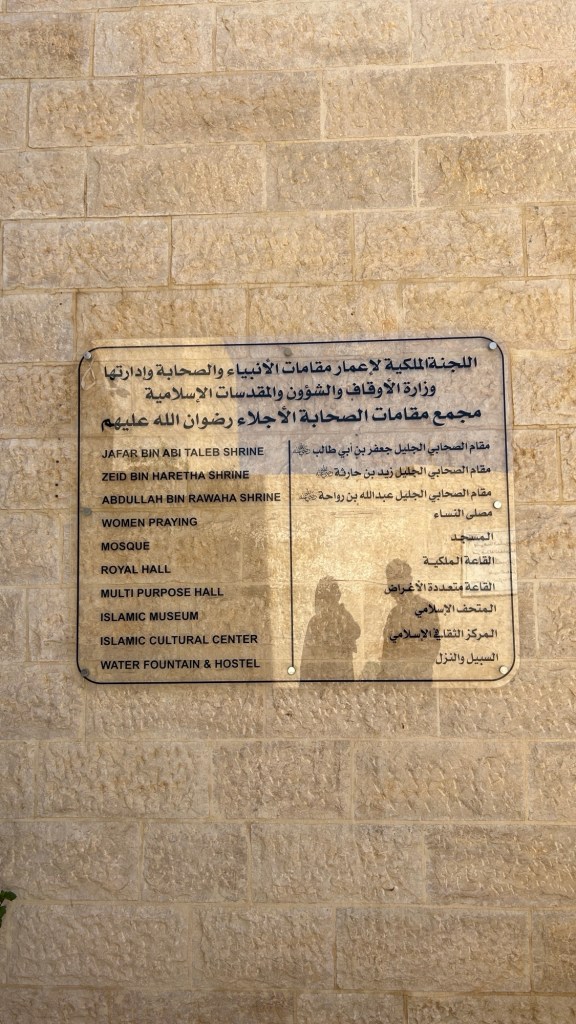 اللجنة الملكية لإعمار مقامات الأنبياء والصحابة وإدارتها
وزارة الأوقاف والشؤون والمقدسات الإسلامية
مجمع مقامات الصحابة الأجلاء رضوان الله عليهم
JAFAR BIN ABI TALEB SHRINE مقام الصحابي الجليل جعفر بن أبي طالب
ZEID BIN HARETHA SHRINE مقام الصحابي الجليل زيد بن حارثة
ABDULLAH BIN RAWAHA SHRINE مقام الصحابي الجليل عبدالله بن رواحة
WOMEN PRAYING مصلى النساء
MOSQUE المسجد
ROYAL HALL القاعة الملكية
MULTI PURPOSE HALL القاعة متعددة الأغراض
ISLAMIC MUSEUM المتحف الإسلامي
ISLAMIC CULTURAL CENTER المركز الثقافي الإسلامي
WATER FOUNTAIN & HOSTEL السبيل والنزل